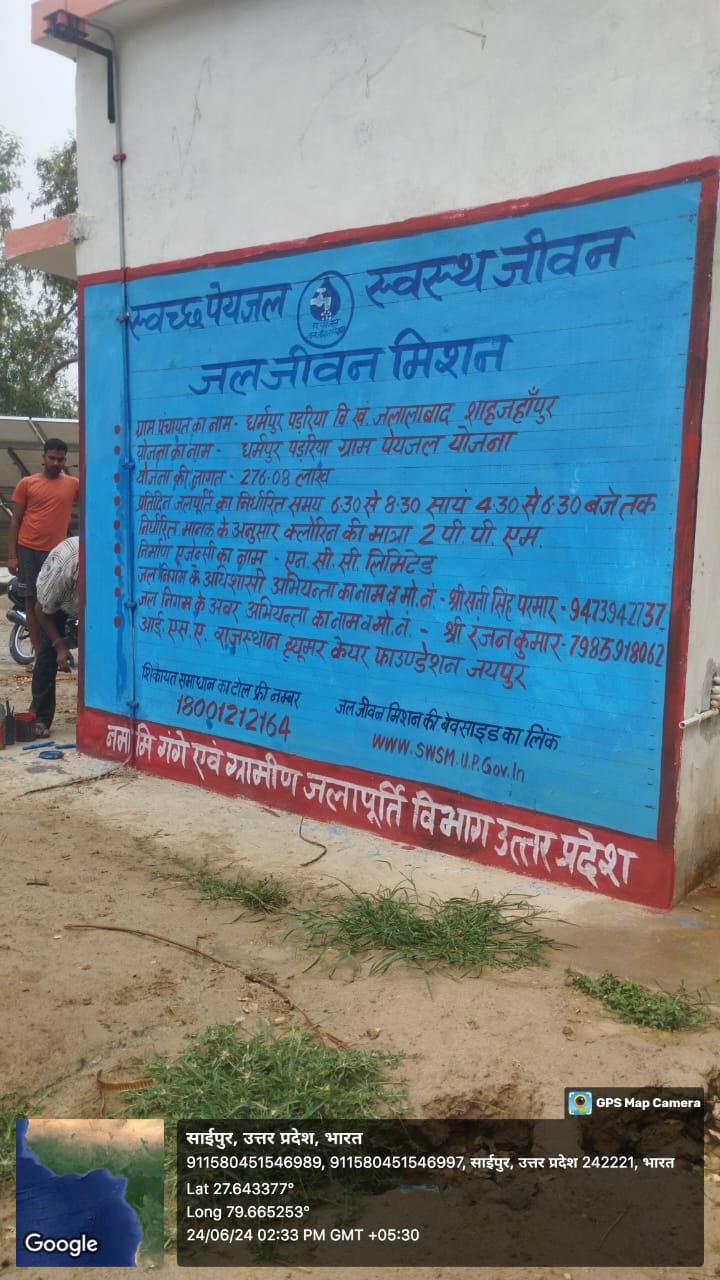 स्वच्छ पेयजल स्वस्थ जीवन
जल जीवन मिशन
ग्राम पंचायत का नाम - धर्मपुर पड़रिया वि.ख. जलालाबाद शाहजहाँपुर
योजना का नाम - धर्मपुर पड़रिया ग्राम पेयजल योजना
योजना की लागत - 276.08 लाख
प्रतिदिन जलपूर्ति का निर्धारित समय 6:30 से 8:30 सायं 4:30 से 6:30 बजे तक
निर्धारित मानक के अनुसार क्लोरिन की मात्रा 2 पी. पी. एम.
निर्माण एजेन्सी का नाम - एन. सी. सी. लिमिटेड
जल निगम के अधिशासी अभियन्ता का नाम व मो. नं. - श्री सती सिंह परमार - 9473942737
जल निगम के अवर अभियन्ता का नाम व मो. नं. - श्री रंजन कुमार - 7985918062
आई. एस. ए. राजस्थान ह्यूमर केयर फाउण्डेशन जयपुर
शिकायत समाधान का टोल फ्री नम्बर
18001212164
जल जीवन मिशन की बेवसाइड का लिंक
www.SWSM.U.P.Gov.In
नमामि गंगे एवं ग्रामीण जलापूर्ति विभाग उत्तर प्रदेश
GPS Map Camera
साईपुर, उत्तर प्रदेश, भारत
911580451546989, 911580451546997, साईपुर, उत्तर प्रदेश 242221, भारत
Lat 27.643377°
Long 79.665253°
24/06/24 02:33 PM GMT +05:30
Google